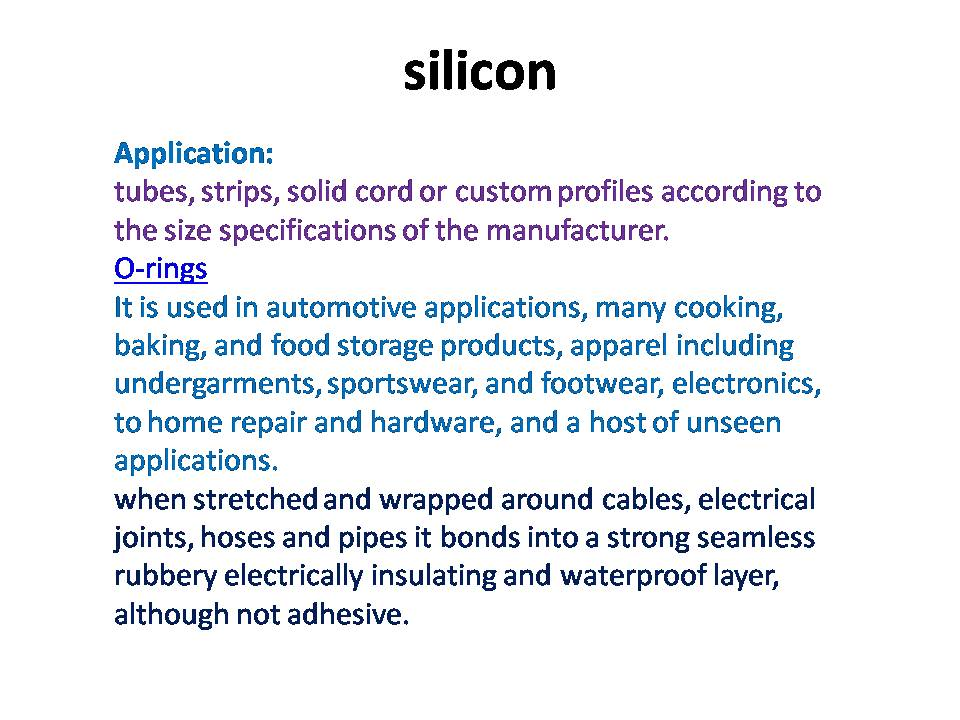 silicon
Application:
tubes, strips, solid cord or custom profiles according to
the size specifications of the manufacturer.
O-rings
It is used in automotive applications, many cooking,
baking, and food storage products, apparel including
undergarments, sportswear, and footwear, electronics,
to home repair and hardware, and a host of unseen
applications.
when stretched and wrapped around cables, electrical
joints, hoses and pipes it bonds into a strong seamless
rubbery electrically insulating and waterproof layer,
although not adhesive.